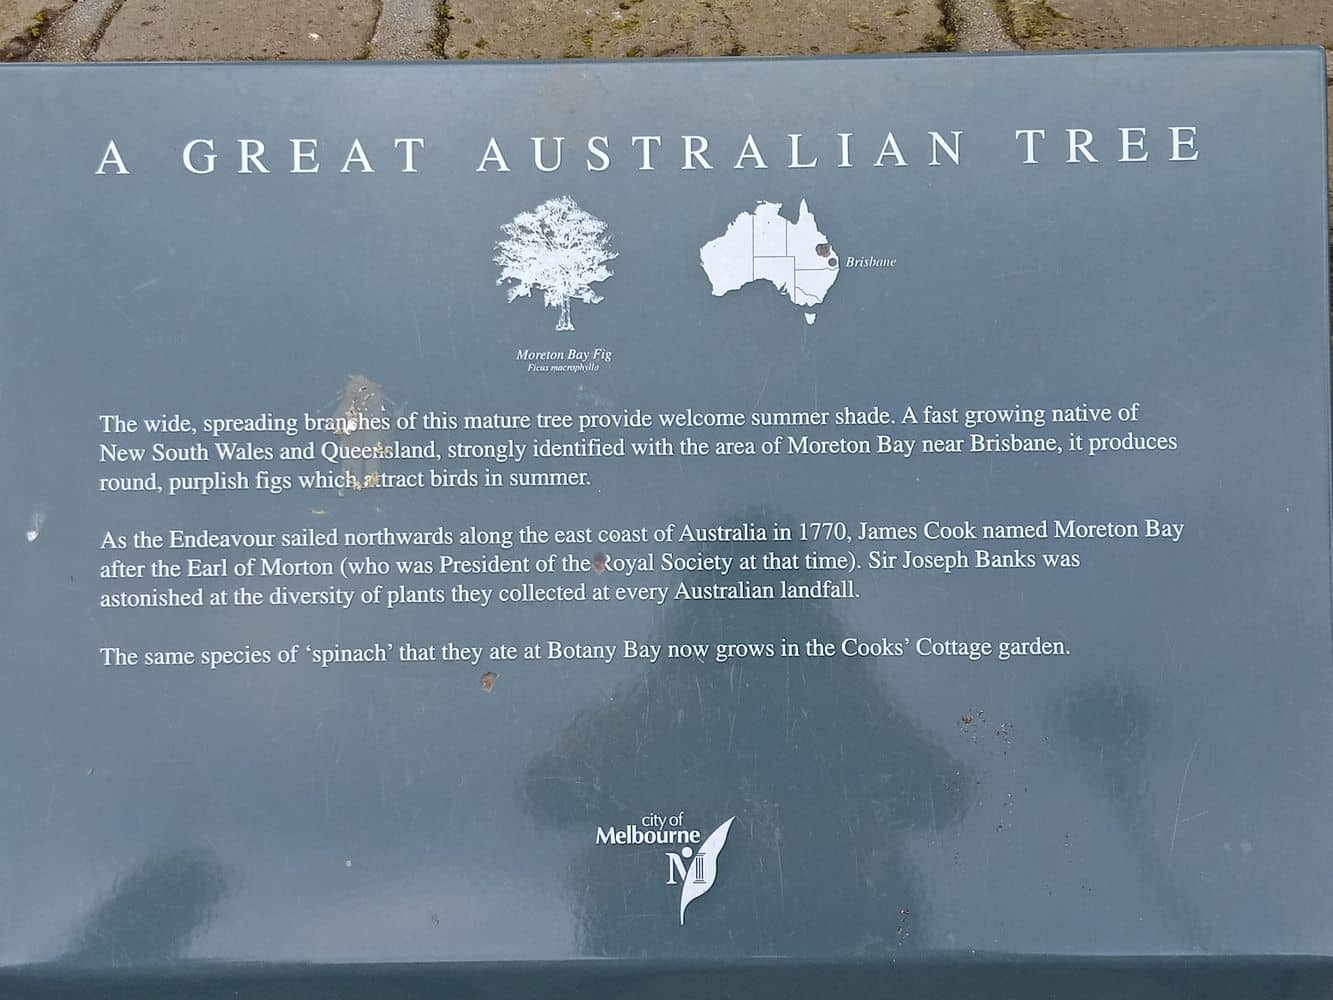 A GREAT AUSTRALIAN TREE
Brisbane
Moreton Bay Fig
Ficus macrophylla
The wide, spreading branches of this mature tree provide welcome summer shade. A fast growing native of
New South Wales and Queensland, strongly identified with the area of Moreton Bay near Brisbane, it produces
round, purplish figs which attract birds in summer.
As the Endeavour sailed northwards along the east coast of Australia in 1770, James Cook named Moreton Bay
after the Earl of Morton (who was President of the Royal Society at that time). Sir Joseph Banks was
astonished at the diversity of plants they collected at every Australian landfall.
The same species of ‘spinach’ that they ate at Botany Bay now grows in the Cooks’ Cottage garden.
city of
Melbourne
M